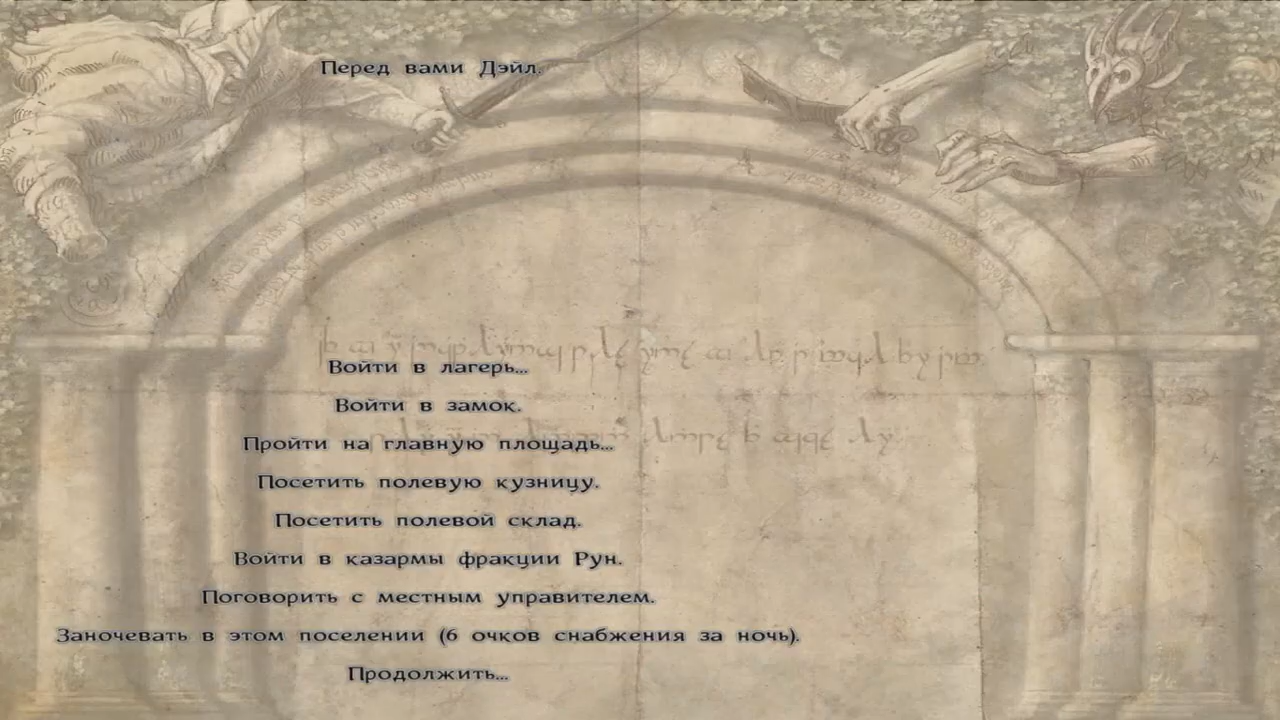 Перед вами Дэйл.
Войти в лагерь...
Войти в замок.
Пройти на главную площадь...
Посетить полевую кузницу.
Посетить полевой склад.
Войти в казармы фракции Рун.
Поговорить с местным управителем.
Заночевать в этом поселении (6 очков снабжения за ночь).
Продолжить...